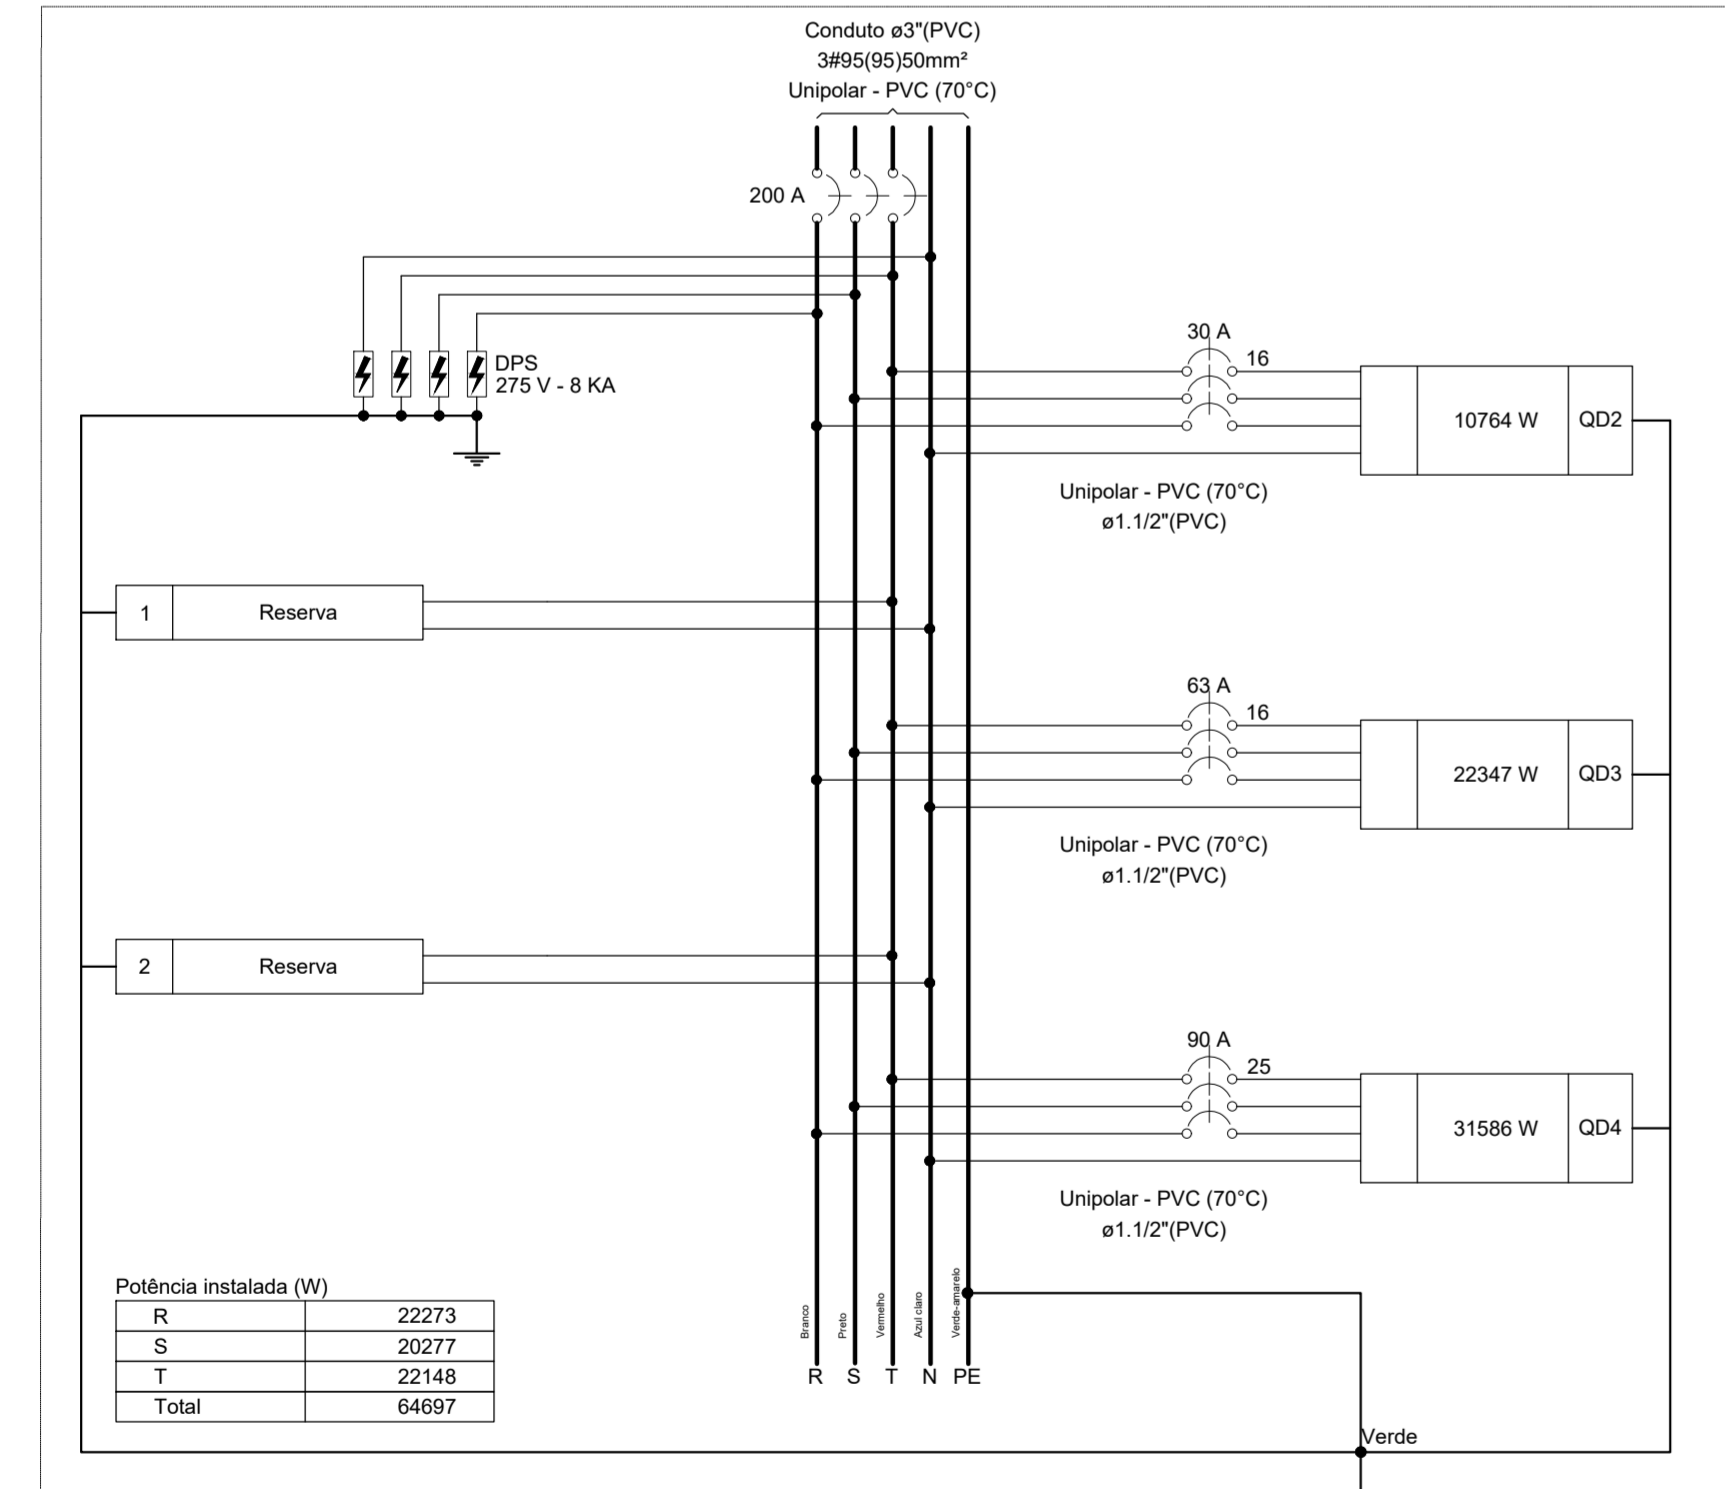 Conduto ø3"(PVC)
3#95(95)50mm²
Unipolar - PVC (70°C)
200 A
DPS
275 V - 8 KA
30 A
16
10764 W
QD2
Unipolar - PVC (70°C)
ø1.1/2"(PVC)
1
Reserva
63 A
16
22347 W
QD3
Unipolar - PVC (70°C)
ø1.1/2"(PVC)
2
Reserva
90 A
25
31586 W
QD4
Unipolar - PVC (70°C)
ø1.1/2"(PVC)
Potência instalada (W)
R 22273
S 20277
T 22148
Total 64697
Branco
Preto
Vermelho
Azul claro
Verde-amarelo
R S T N PE
Verde